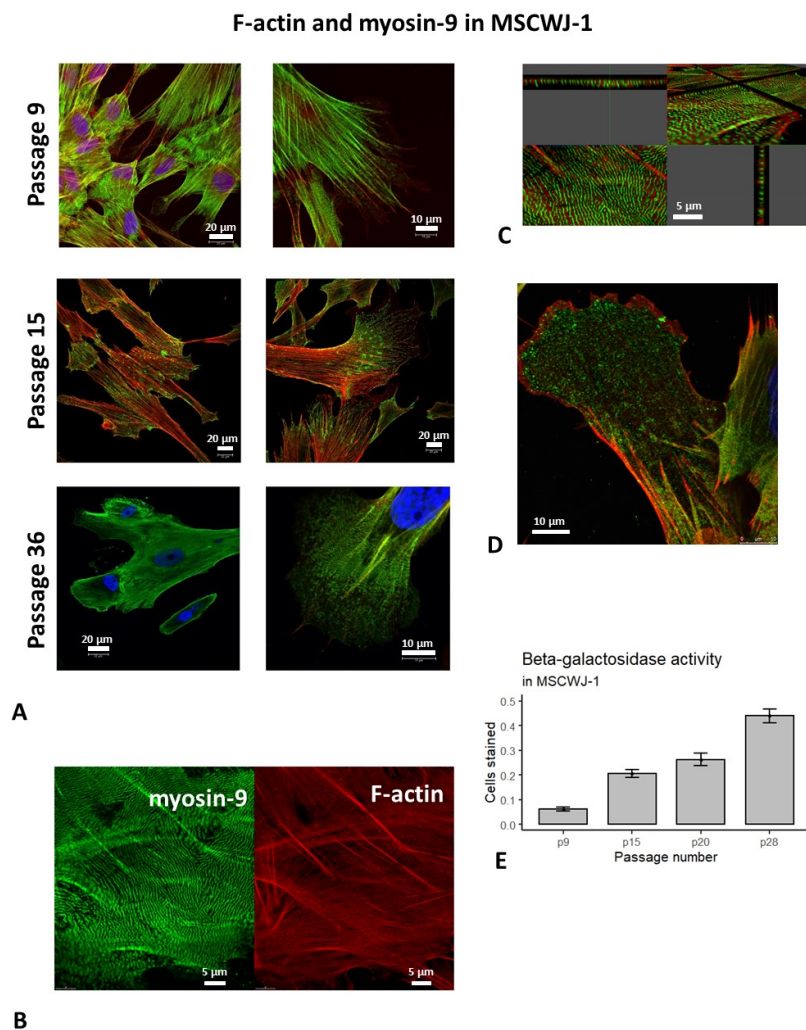 F-actin and myosin-9 in MSCWJ-1
Passage 9
20 µm
10 µm
5 µm
C
Passage 15
20 µm
20 µm
10 µm
D
Passage 36
20 µm
10 µm
A
myosin-9
F-actin
5 µm
5 µm
B
Beta-galactosidase activity
in MSCWJ-1
Cells stained
0.5
0.4
0.3
0.2
0.1
0.0
p9 p15 p20 p28
Passage number
E